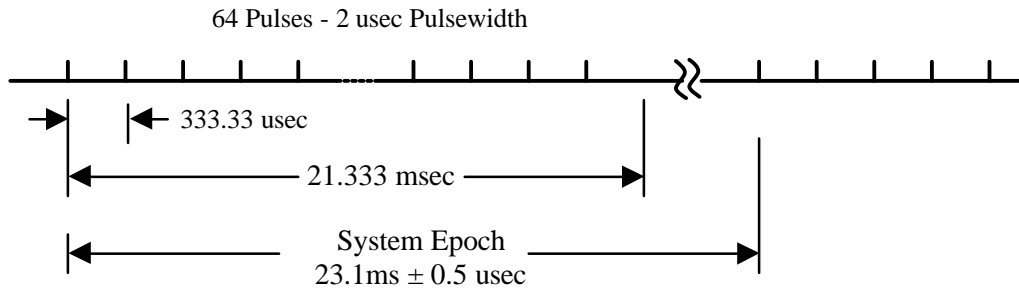 64 Pulses - 2 usec Pulsewidth
333.33 usec
21.333 msec
System Epoch
23.1ms ± 0.5 usec